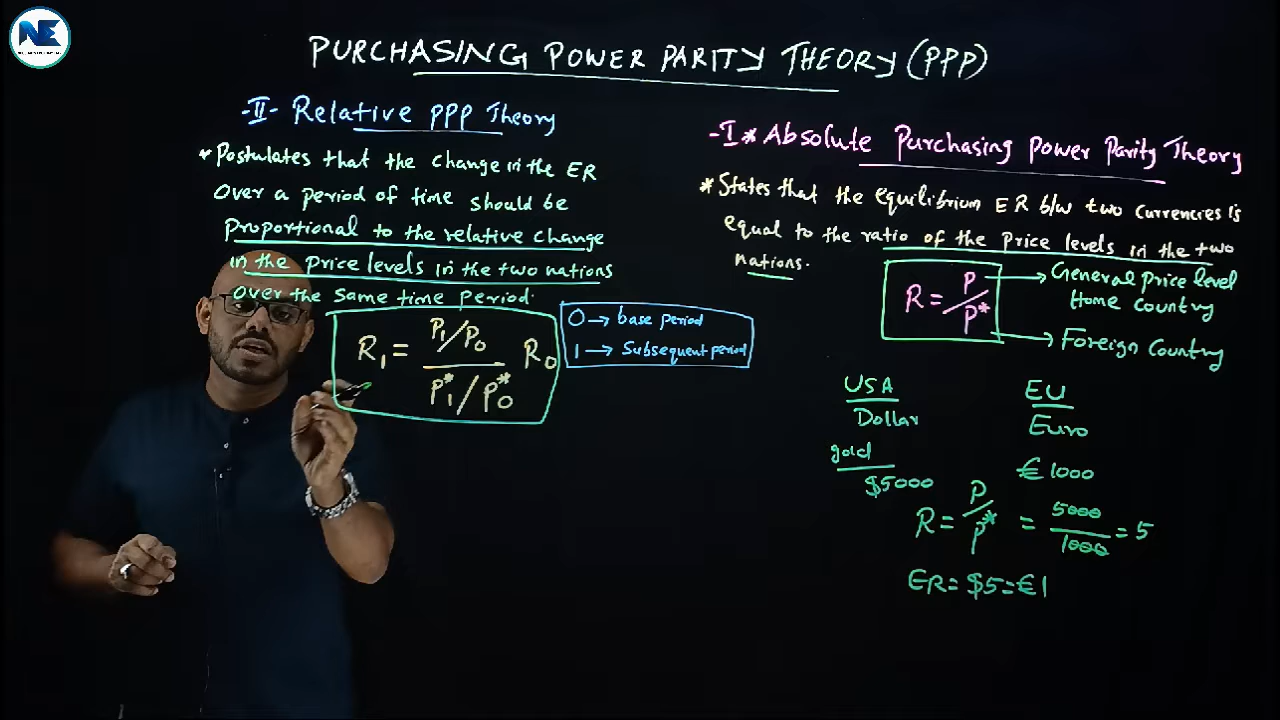 NE
PURCHASING POWER PARITY THEORY (PPP)
-II- Relative PPP Theory
* Postulates that the change in the ER
Over a period of time should be
Proportional to the relative change
in the Price levels in the two nations
over the Same time period.
R₁ = P₁/P₀ / P₁*/P₀* R₀
0 → base period
1 → Subsequent period
-I* Absolute Purchasing Power Parity Theory
* States that the equilibrium ER b/w two currencies is
equal to the ratio of the price levels in the two
nations.
R = P/P*
→ General price level
Home Country
→ Foreign Country
USA EU
Dollar Euro
gold
$5000 € 1000
R = P/P* = 5000/1000 = 5
ER = $5 = €1